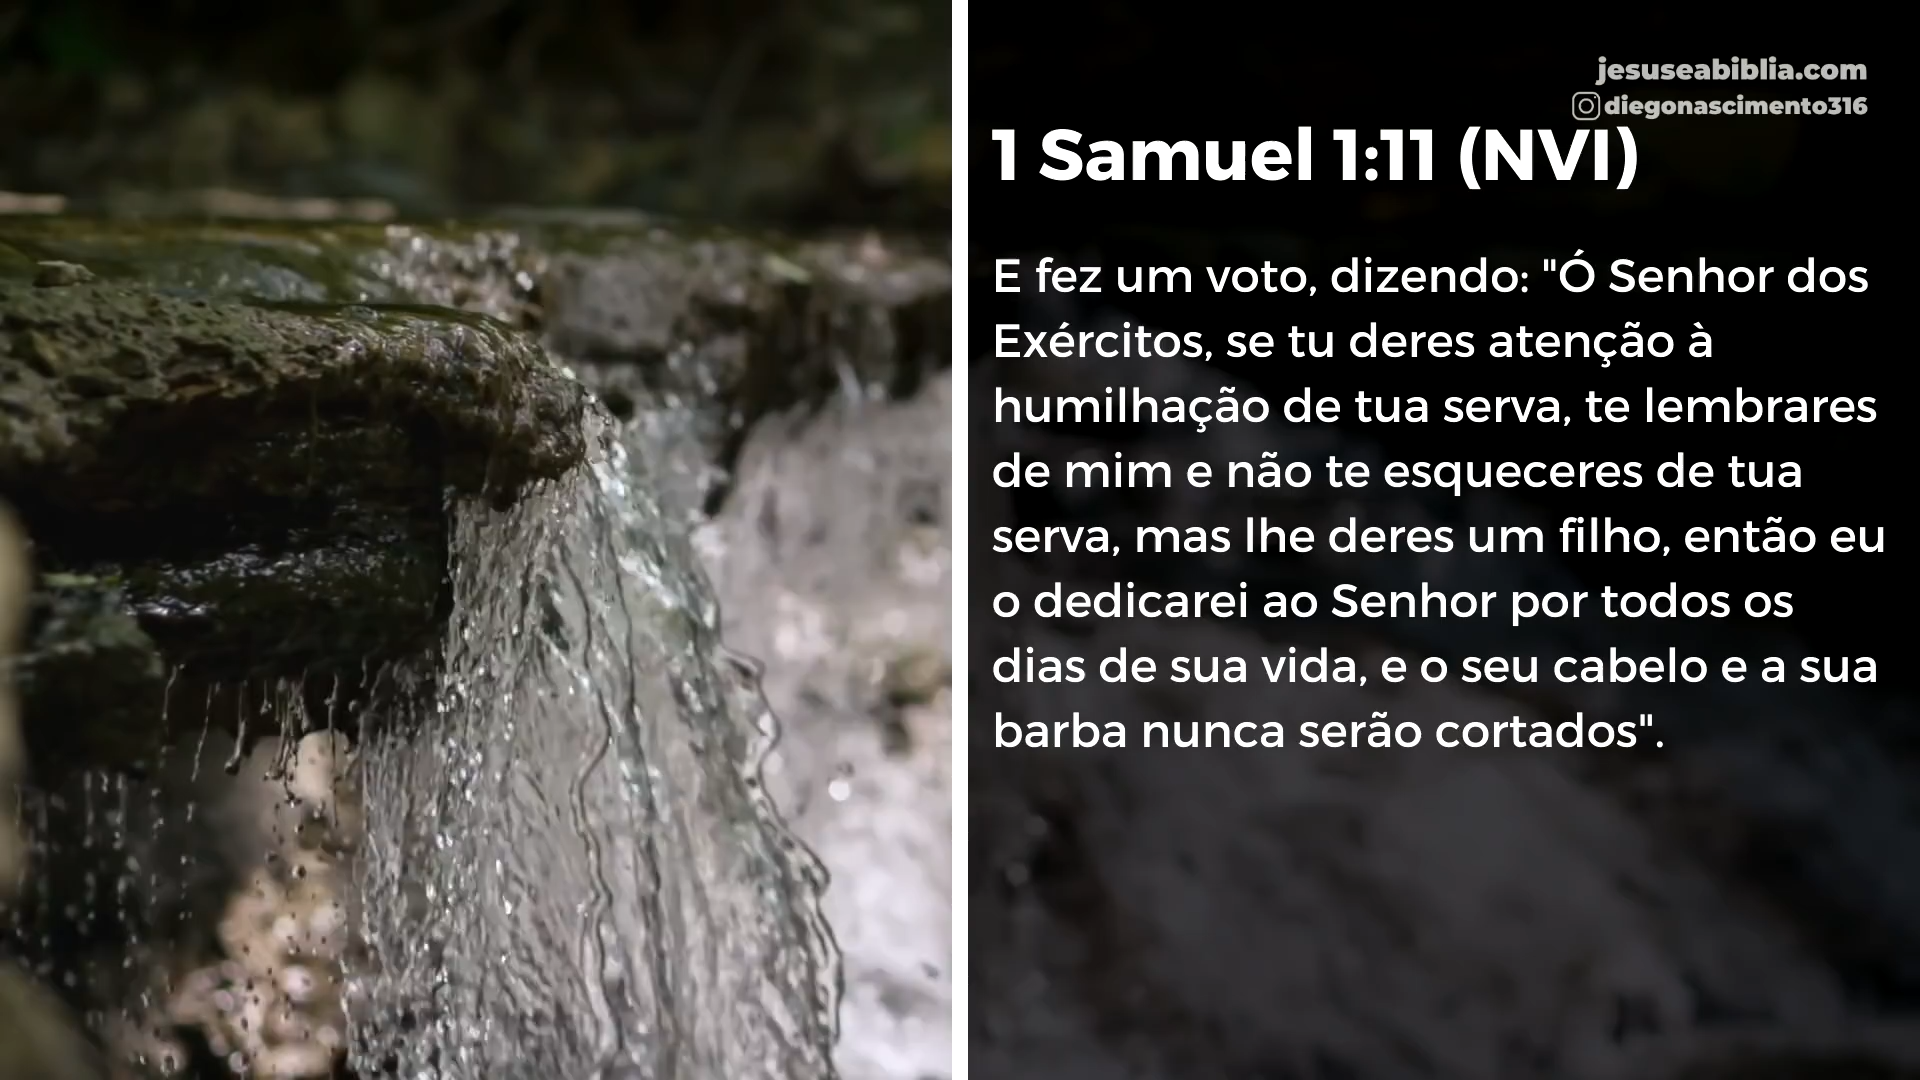 jesuseabiblia.com
diegonascimento316
1 Samuel 1:11 (NVI)
E fez um voto, dizendo: "Ó Senhor dos
Exércitos, se tu deres atenção à
humilhação de tua serva, te lembrares
de mim e não te esqueceres de tua
serva, mas lhe deres um filho, então eu
o dedicarei ao Senhor por todos os
dias de sua vida, e o seu cabelo e a sua
barba nunca serão cortados".